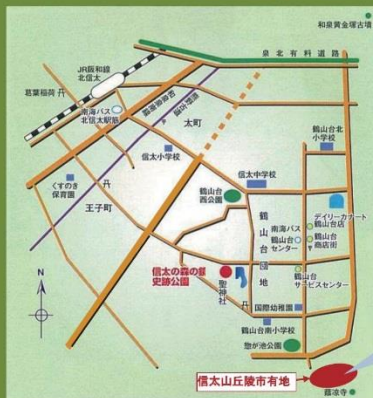 和泉黄金塚古墳
泉北有料道路
JR阪和線
北信太
葛葉稲荷
南海バス
北信太駅筋
太町
鶴山台北
小学校
信太小学校
信太中学校
くすのき
保育園
鶴山台
西公園
王子町
デイリーカナート
鶴山台店
南海バス
鶴山台
センター
鶴山台
商店街
鶴山台団地
信太の森の鏡
史跡公園
聖神社
鶴山台
サービスセンター
国際幼稚園
鶴山台南小学校
惣が池公園
N
信太山丘陵市有地
蔭凉寺